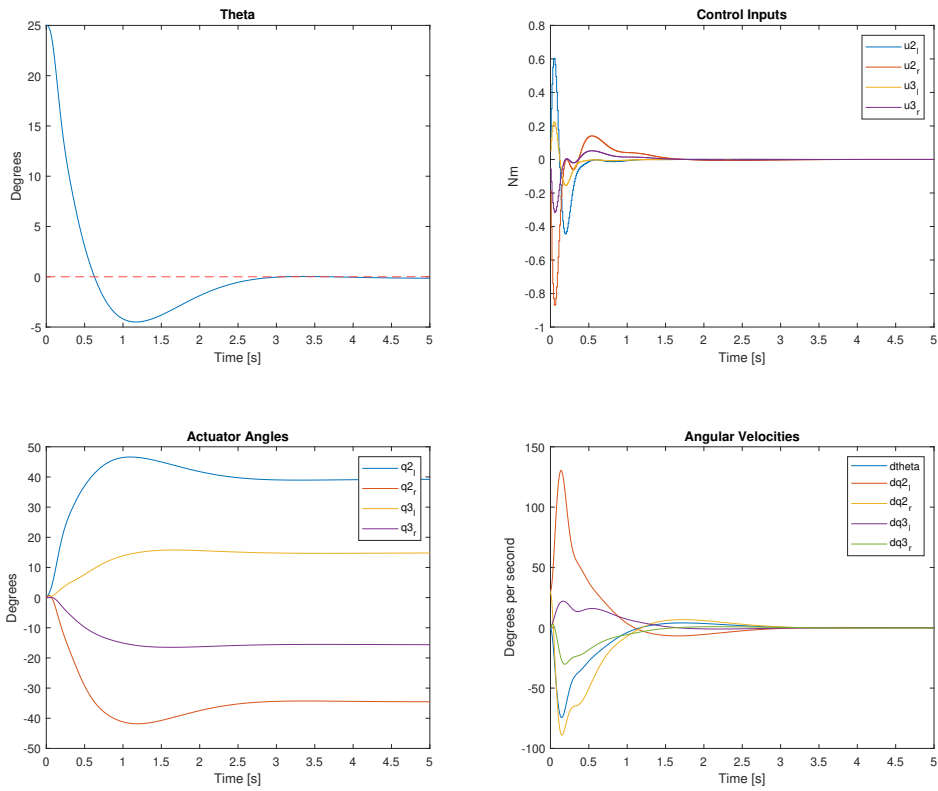 Theta
25
20
15
10
5
0
-5
Degrees
0 0.5 1 1.5 2 2.5 3 3.5 4 4.5 5
Time [s]
Control Inputs
0.8
0.6
0.4
0.2
0
-0.2
-0.4
-0.6
-0.8
-1
Nm
0 0.5 1 1.5 2 2.5 3 3.5 4 4.5 5
Time [s]
u2l
u2r
u3l
u3r
Actuator Angles
50
40
30
20
10
0
-10
-20
-30
-40
-50
Degrees
0 0.5 1 1.5 2 2.5 3 3.5 4 4.5 5
Time [s]
q2l
q2r
q3l
q3r
Angular Velocities
150
100
50
0
-50
-100
Degrees per second
0 0.5 1 1.5 2 2.5 3 3.5 4 4.5 5
Time [s]
dtheta
dq2l
dq2r
dq3l
dq3r